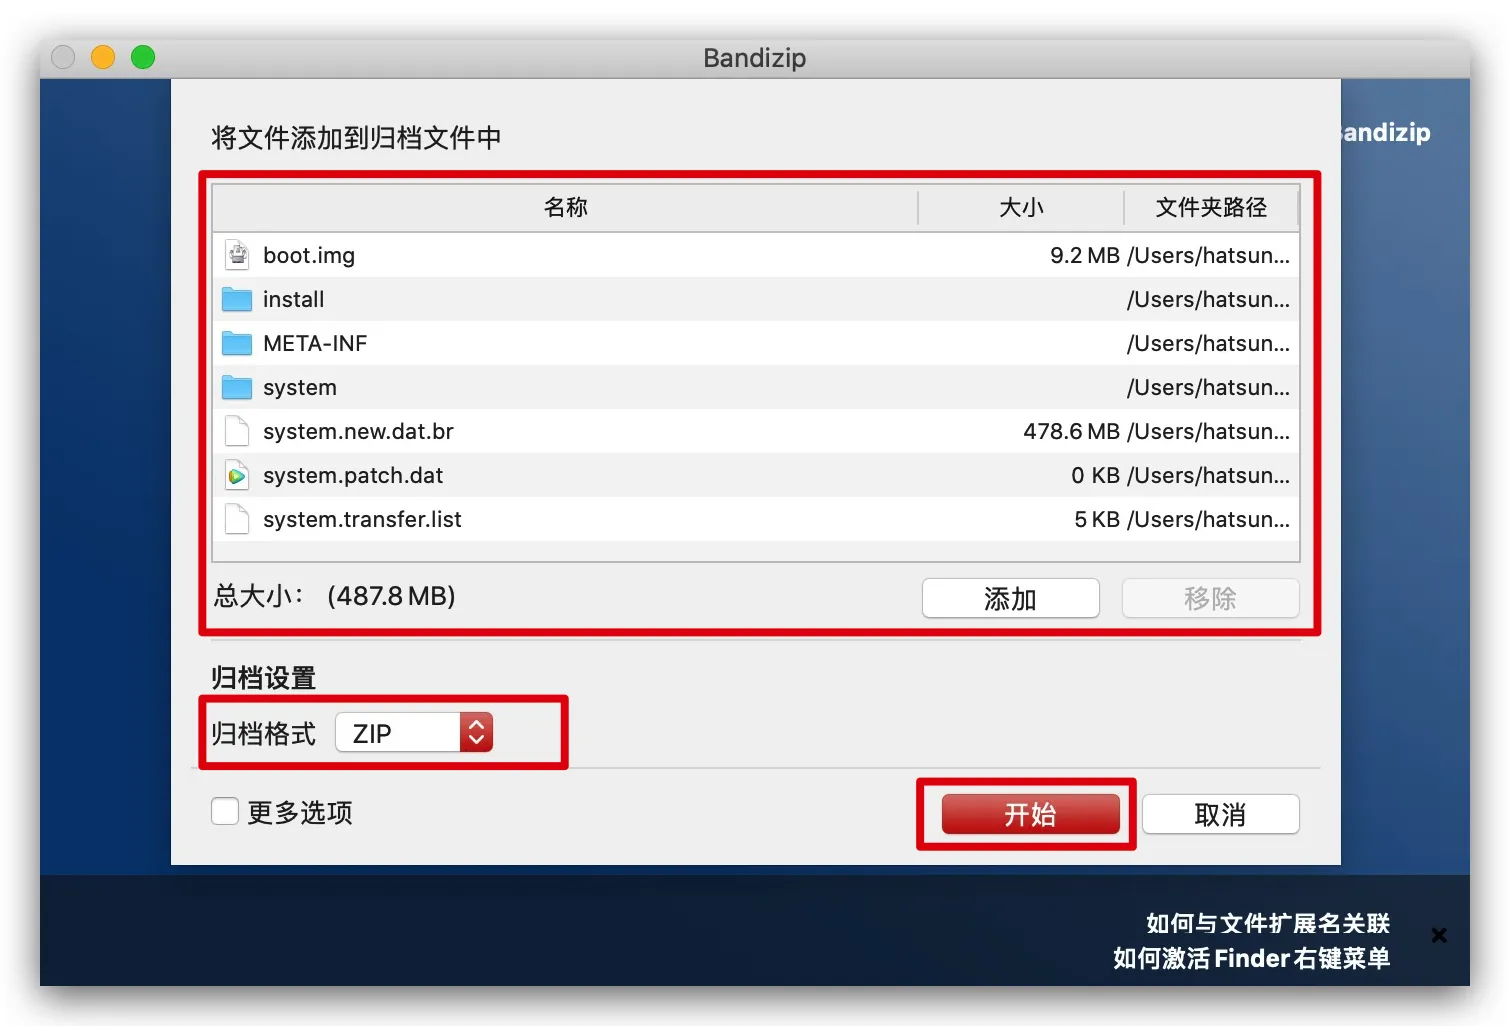 Bandizip
Bandizip
将文件添加到归档文件中
名称 大小 文件夹路径
boot.img 9.2 MB /Users/hatsun...
install /Users/hatsun...
META-INF /Users/hatsun...
system /Users/hatsun...
system.new.dat.br 478.6 MB /Users/hatsun...
system.patch.dat 0 KB /Users/hatsun...
system.transfer.list 5 KB /Users/hatsun...
总大小： (487.8 MB) 添加 移除
归档设置
归档格式 ZIP
更多选项 开始 取消
如何与文件扩展名关联
如何激活 Finder 右键菜单